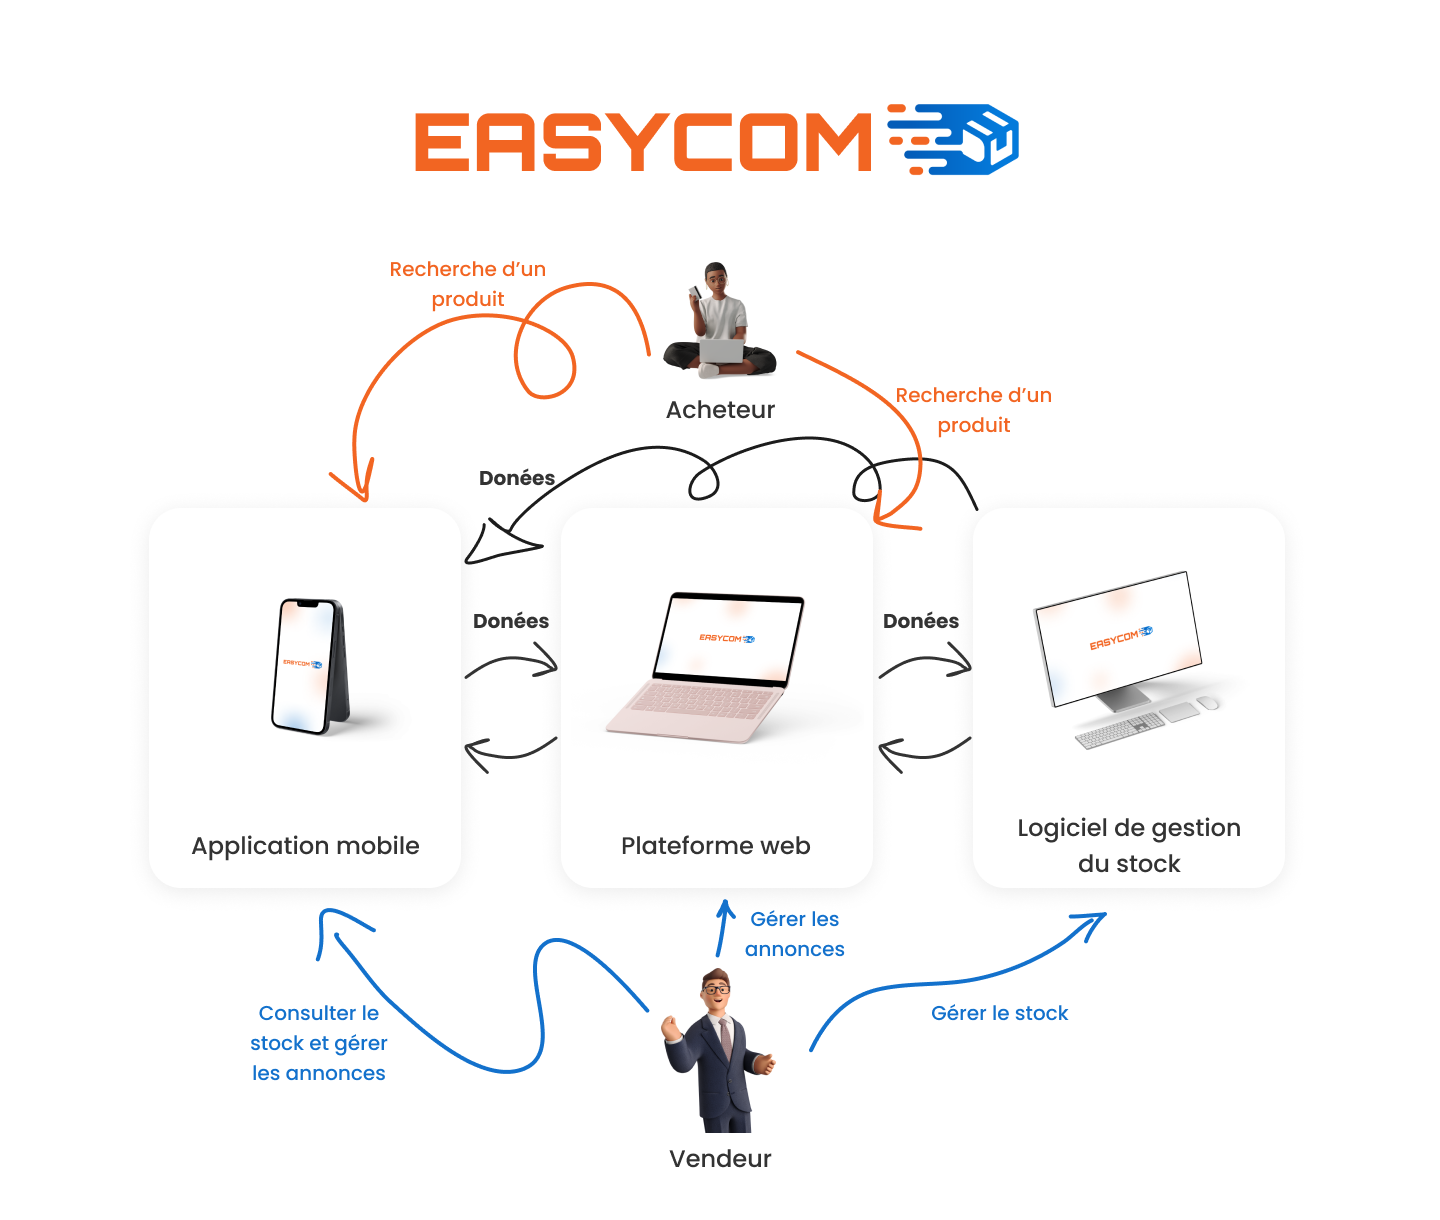 EASYCOM
Recherche d’un
produit
Recherche d’un
produit
Acheteur
Donées
Donées
Donées
EASYCOM
EASYCOM
EASYCOM
Application mobile
Plateforme web
Logiciel de gestion
du stock
Gérer les
annonces
Consulter le
stock et gérer
les annonces
Gérer le stock
Vendeur